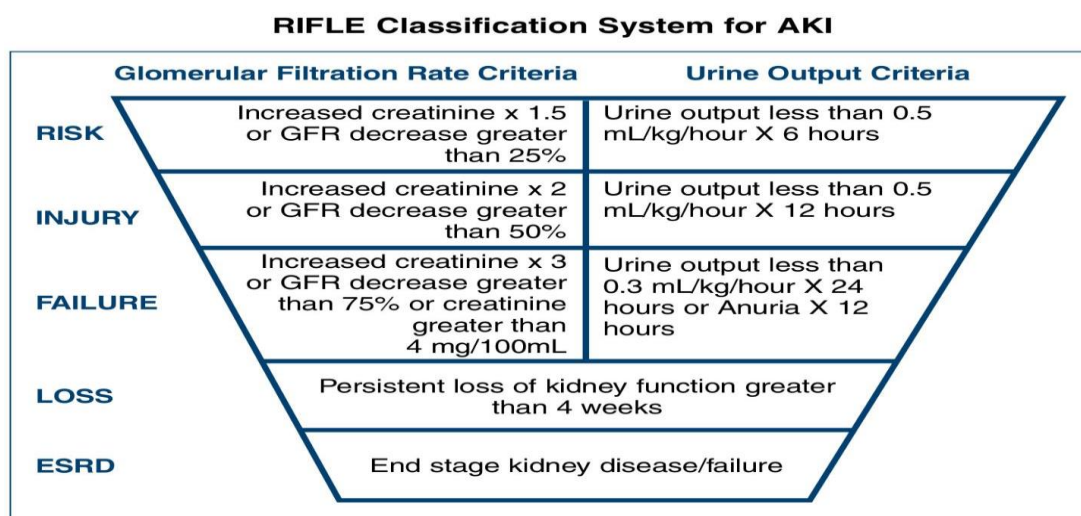 RIFLE Classification System for AKI
Glomerular Filtration Rate Criteria
Urine Output Criteria
RISK
Increased creatinine x 1.5
or GFR decrease greater
than 25%
Urine output less than 0.5
mL/kg/hour X 6 hours
INJURY
Increased creatinine x 2
or GFR decrease greater
than 50%
Urine output less than 0.5
mL/kg/hour X 12 hours
FAILURE
Increased creatinine x 3
or GFR decrease greater
than 75% or creatinine
greater than
4 mg/100mL
Urine output less than
0.3 mL/kg/hour X 24
hours or Anuria X 12
hours
LOSS
Persistent loss of kidney function greater
than 4 weeks
ESRD
End stage kidney disease/failure